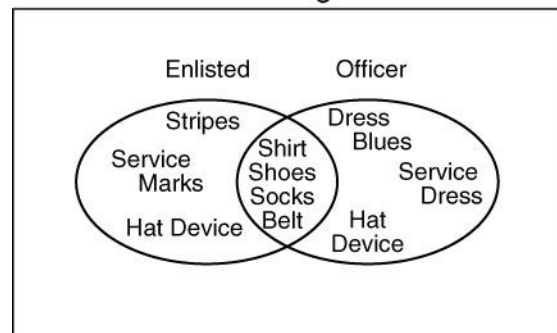 Enlisted
Officer
Stripes
Service
Marks
Hat Device
Shirt
Shoes
Socks
Belt
Dress
Blues
Service
Dress
Hat
Device